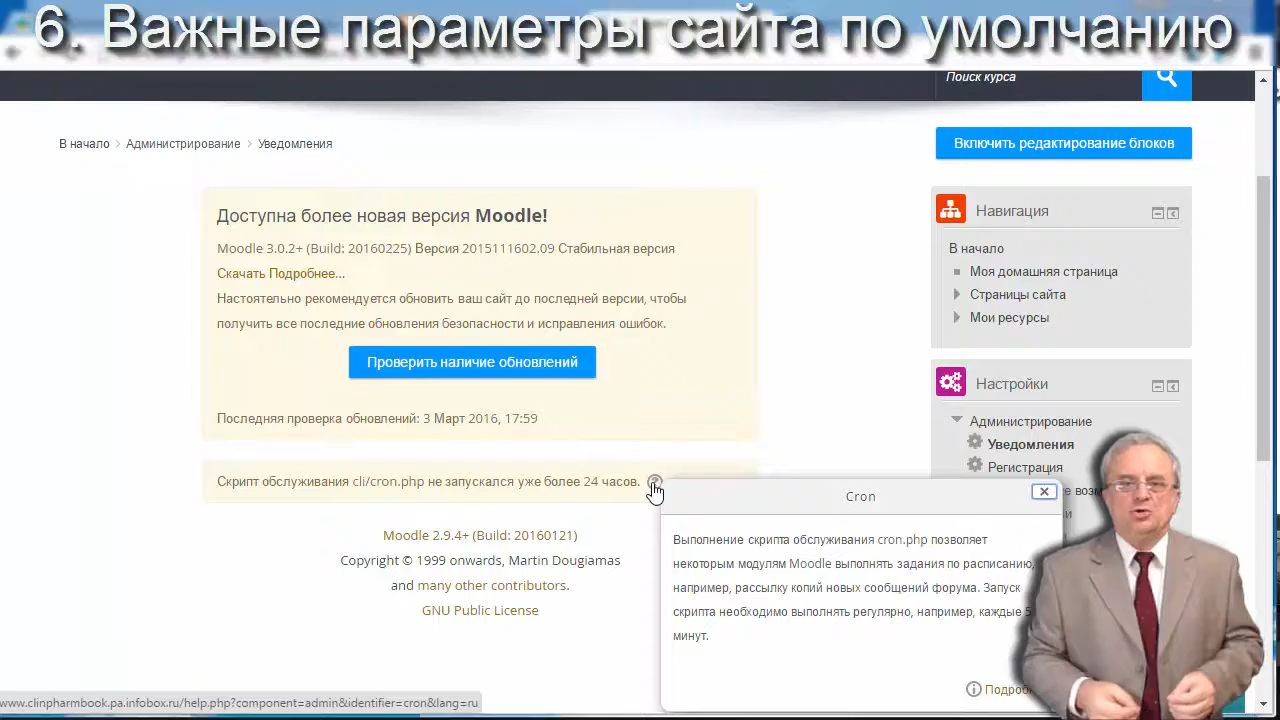 6. Важные параметры сайта по умолчанию
Поиск курса
В начало
Администрирование
Уведомления
Включить редактирование блоков
Доступна более новая версия Moodle!
Moodle 3.0.2+ (Build: 20160225) Версия 2015111602.09 Стабильная версия
Скачать Подробнее...
Настоятельно рекомендуется обновить ваш сайт до последней версии, чтобы
получить все последние обновления безопасности и исправления ошибок.
Проверить наличие обновлений
Последняя проверка обновлений: 3 Март 2016, 17:59
Скрипт обслуживания cli/cron.php не запускался уже более 24 часов.
Moodle 2.9.4+ (Build: 20160121)
Copyright © 1999 onwards, Martin Dougiamas
and many other contributors.
GNU Public License
Навигация
В начало
Моя домашняя страница
Страницы сайта
Мои ресурсы
Настройки
Администрирование
Уведомления
Регистрация
Cron
Выполнение скрипта обслуживания cron.php позволяет
некоторым модулям Moodle выполнять задания по расписанию,
например, рассылку копий новых сообщений форума. Запуск
скрипта необходимо выполнять регулярно, например, каждые 5
минут.
www.clinpharmbook.pa.infobox.ru/help.php?component=admin&identifier=cron&lang=ru